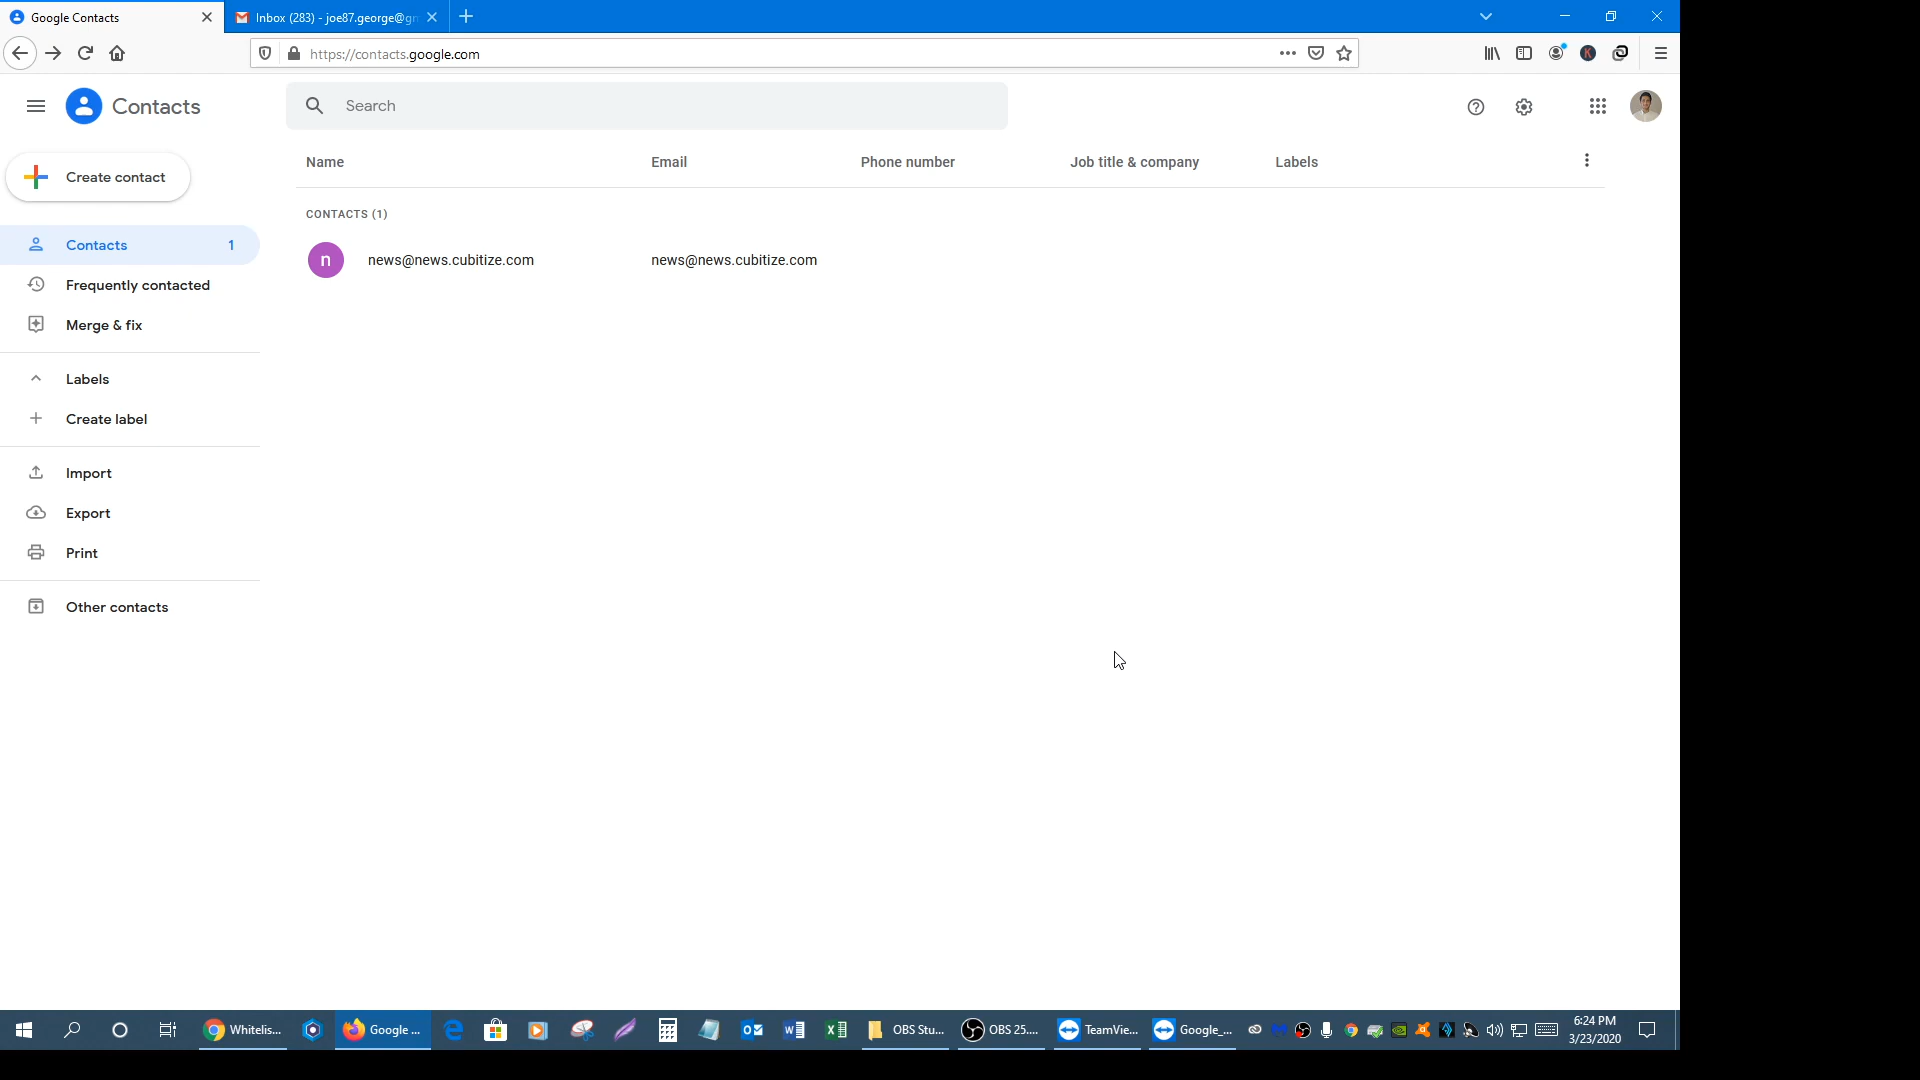 Google Contacts
Inbox (283) - joe87.george@gm
https://contacts.google.com
Contacts
Search
Create contact
Name Email Phone number Job title & company Labels
CONTACTS (1)
n news@news.cubitize.com news@news.cubitize.com
Contacts 1
Frequently contacted
Merge & fix
Labels
Create label
Import
Export
Print
Other contacts
Whitelis... Google ... OBS Stu... OBS 25.... TeamVie... Google_...
6:24 PM
3/23/2020